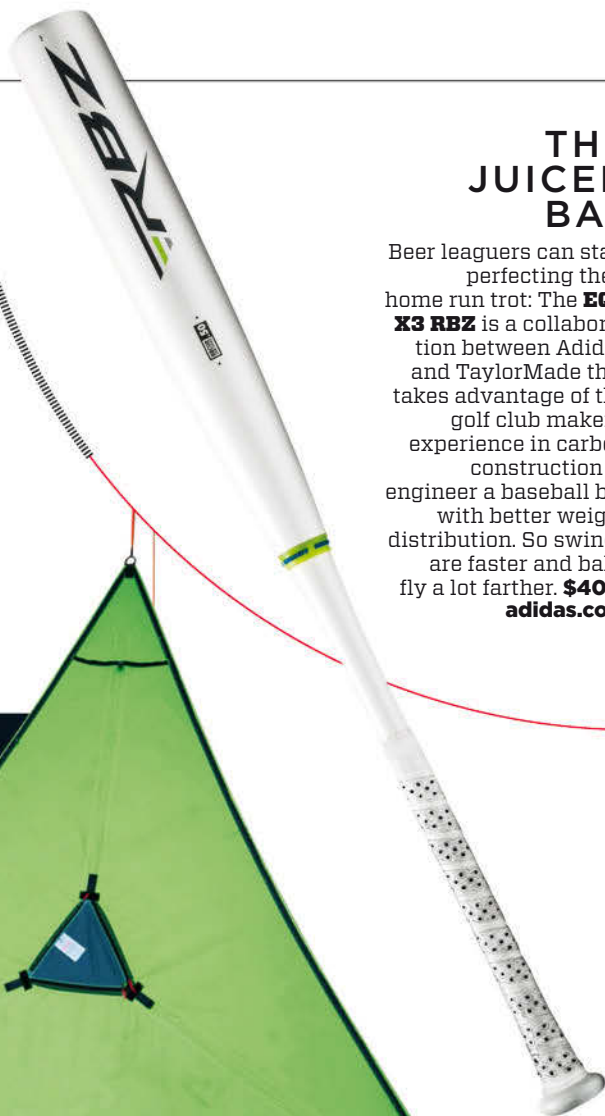 RBZ
.50
TH
JUICE
BA
Beer leaguers can sta
perfecting the
home run trot: The EQ
X3 RBZ is a collabor
tion between Adid
and TaylorMade th
takes advantage of t
golf club make
experience in carb
construction
engineer a baseball b
with better weig
distribution. So swin
are faster and bal
fly a lot farther. $40
adidas.co